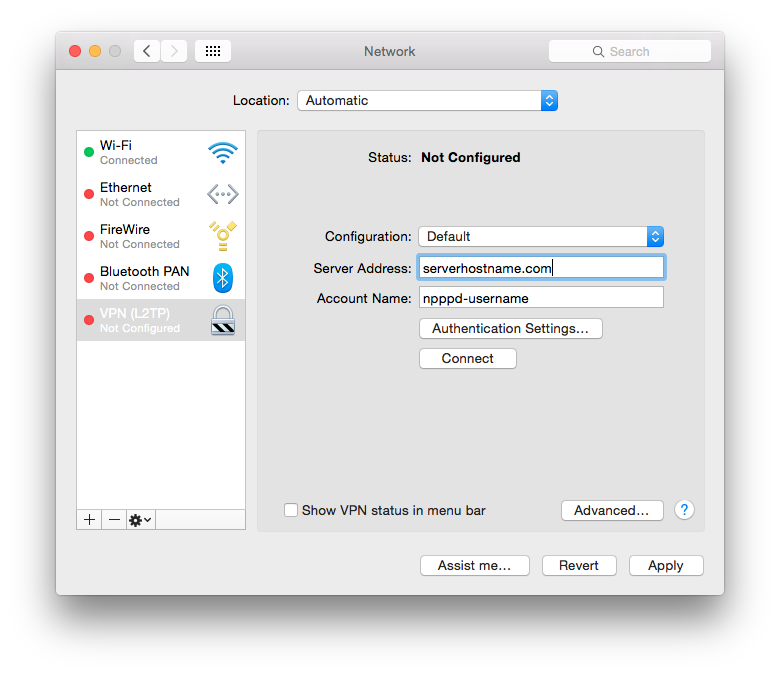 Network
Search
Location: Automatic
Wi-Fi
Connected
Ethernet
Not Connected
FireWire
Not Connected
Bluetooth PAN
Not Connected
VPN (L2TP)
Not Configured
Status: Not Configured
Configuration: Default
Server Address: serverhostname.com
Account Name: npppd-username
Authentication Settings...
Connect
Show VPN status in menu bar
Advanced...
?
Assist me...
Revert
Apply